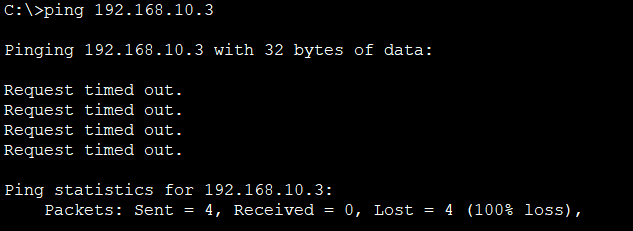 C:\>ping 192.168.10.3
Pinging 192.168.10.3 with 32 bytes of data:
Request timed out.
Request timed out.
Request timed out.
Request timed out.
Ping statistics for 192.168.10.3:
    Packets: Sent = 4, Received = 0, Lost = 4 (100% loss),